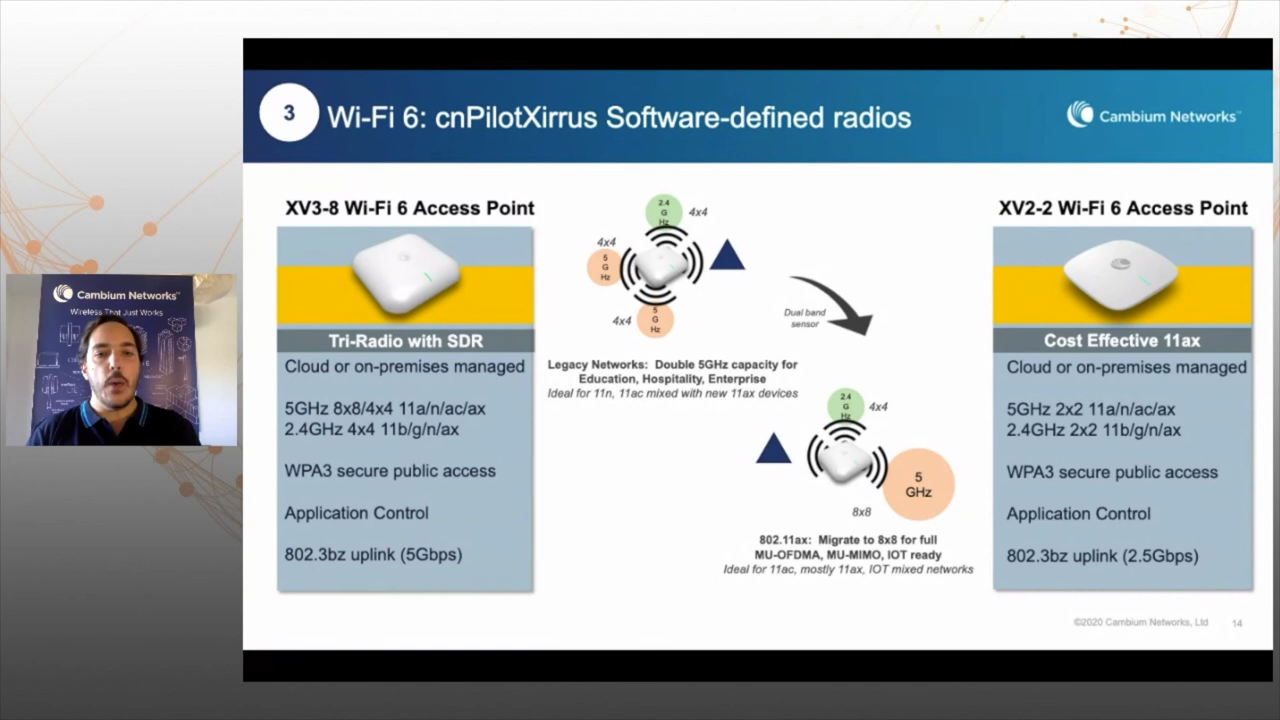 3
Wi-Fi 6: cnPilotXirrus Software-defined radios
Cambium Networks™
XV3-8 Wi-Fi 6 Access Point
Tri-Radio with SDR
Cloud or on-premises managed
5GHz 8x8/4x4 11a/n/ac/ax
2.4GHz 4x4 11b/g/n/ax
WPA3 secure public access
Application Control
802.3bz uplink (5Gbps)
2.4
G
Hz
4x4
4x4
5
G
Hz
4x4
5
G
Hz
Dual band
sensor
Legacy Networks: Double 5GHz capacity for
Education, Hospitality, Enterprise
Ideal for 11n, 11ac mixed with new 11ax devices
2.4
G
Hz
4x4
5
GHz
8x8
802.11ax: Migrate to 8x8 for full
MU-OFDMA, MU-MIMO, IOT ready
Ideal for 11ac, mostly 11ax, IOT mixed networks
XV2-2 Wi-Fi 6 Access Point
Cost Effective 11ax
Cloud or on-premises managed
5GHz 2x2 11a/n/ac/ax
2.4GHz 2x2 11b/g/n/ax
WPA3 secure public access
Application Control
802.3bz uplink (2.5Gbps)
©2020 Cambium Networks, Ltd
14
Cambium Networks™
Wireless That Just Works